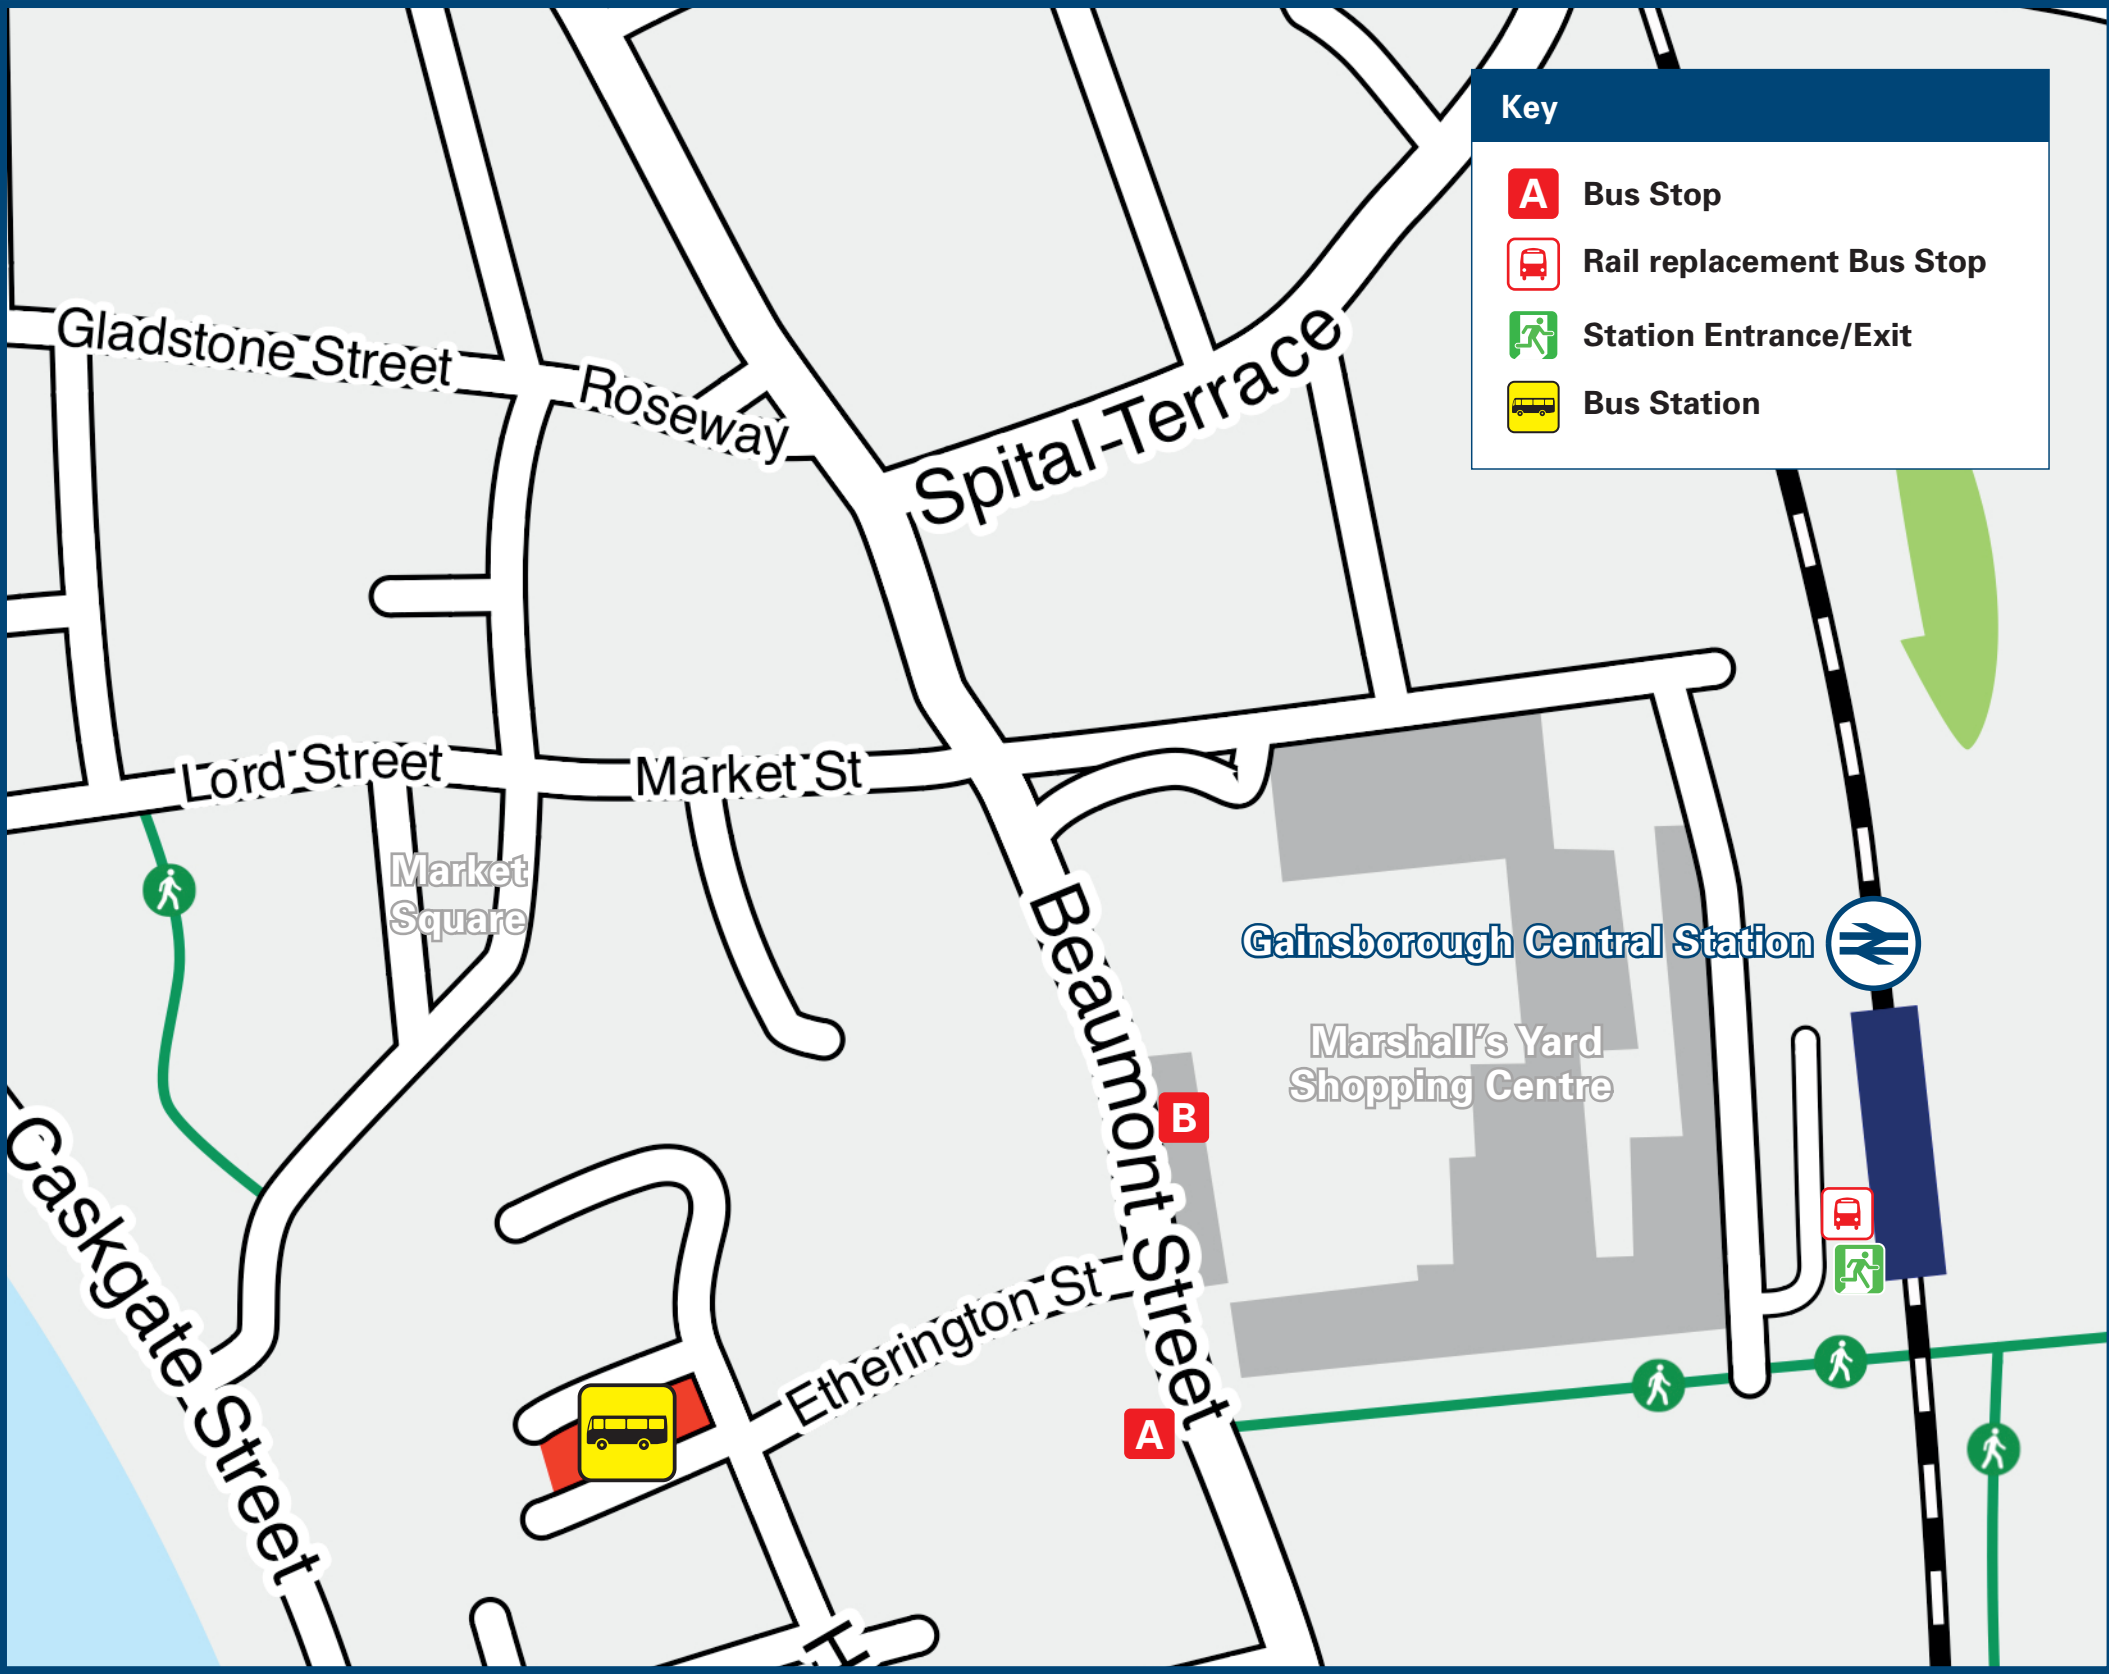 Key
A Bus Stop
Rail replacement Bus Stop
Station Entrance/Exit
Bus Station
Gladstone Street
Roseway
Spital Terrace
Lord Street
Market St
Market
Square
Beaumont Street
Gainsborough Central Station
Marshall's Yard
Shopping Centre
B
Caskgate Street
Etherington St
A
H